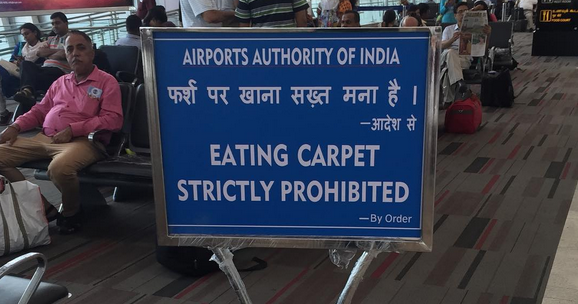 AIRPORTS AUTHORITY OF INDIA
फर्श पर खाना सख़्त मना है ।
—आदेश से
EATING CARPET
STRICTLY PROHIBITED
—By Order